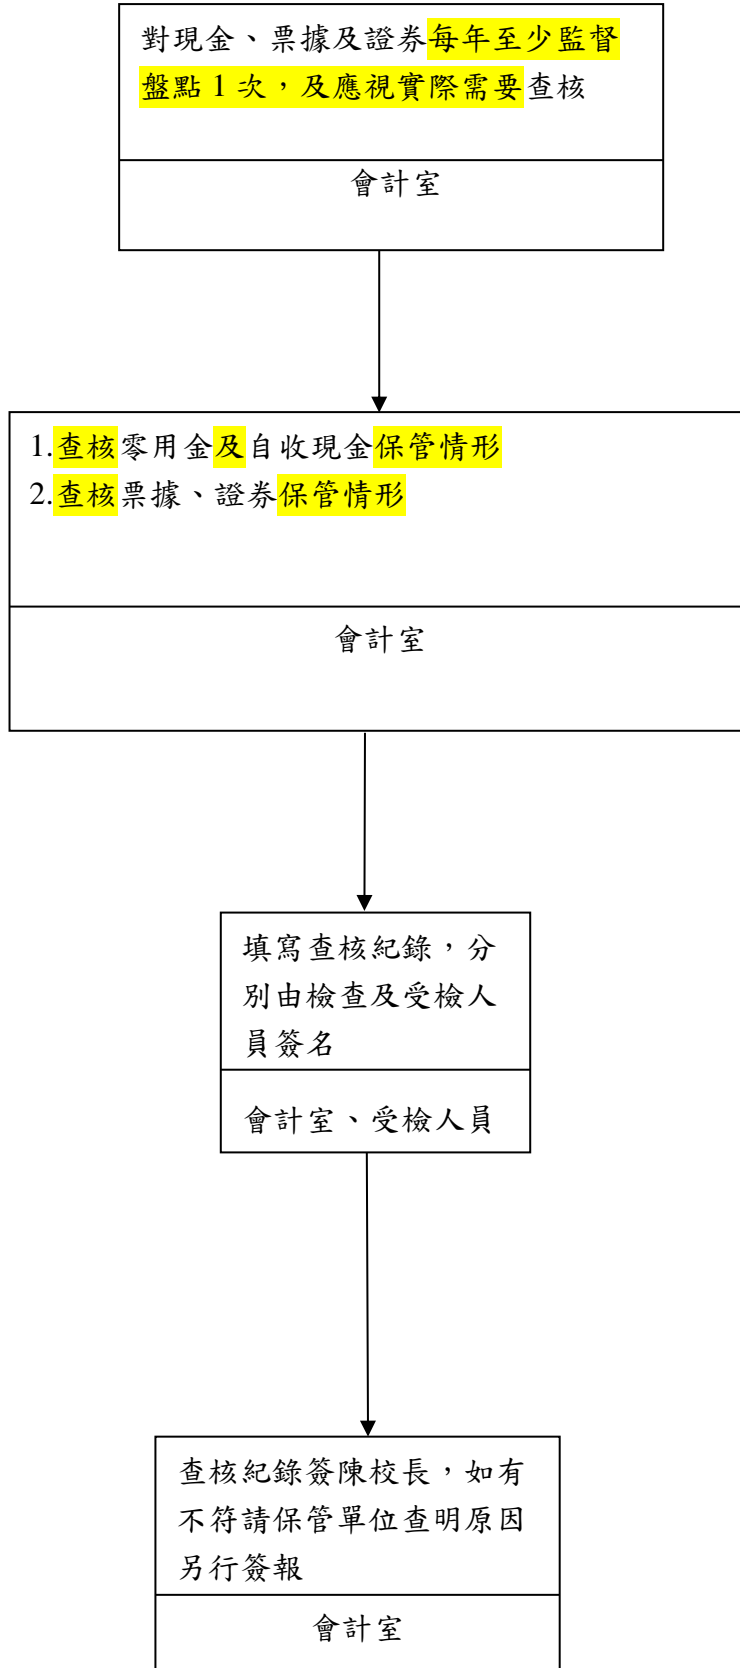 對現金、票據及證券每年至少監督
盤點 1 次，及應視實際需要查核
會計室
1.查核零用金及自收現金保管情形
2.查核票據、證券保管情形
會計室
填寫查核紀錄，分
別由檢查及受檢人
員簽名
會計室、受檢人員
查核紀錄簽陳校長，如有
不符請保管單位查明原因
另行簽報
會計室